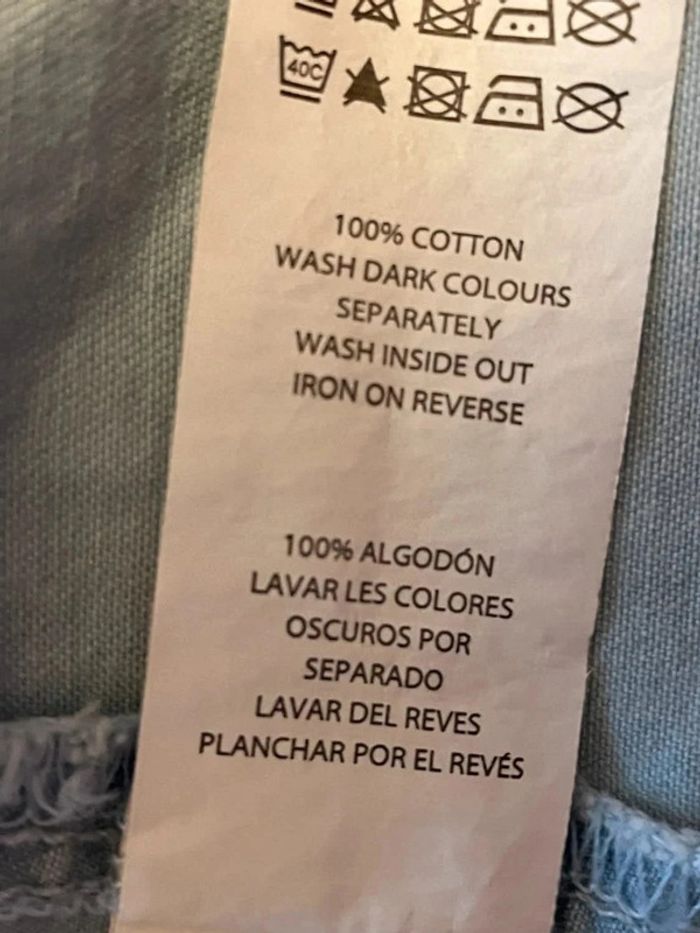 40C
100% COTTON
WASH DARK COLOURS
SEPARATELY
WASH INSIDE OUT
IRON ON REVERSE
100% ALGODÓN
LAVAR LES COLORES
OSCUROS POR
SEPARADO
LAVAR DEL REVES
PLANCHAR POR EL REVÉS